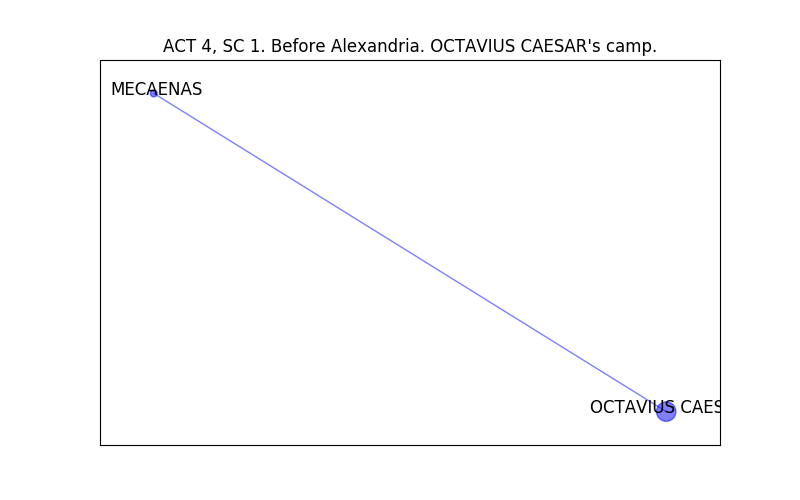 ACT 4, SC 1. Before Alexandria. OCTAVIUS CAESAR's camp.
MECAENAS
OCTAVIUS CAES